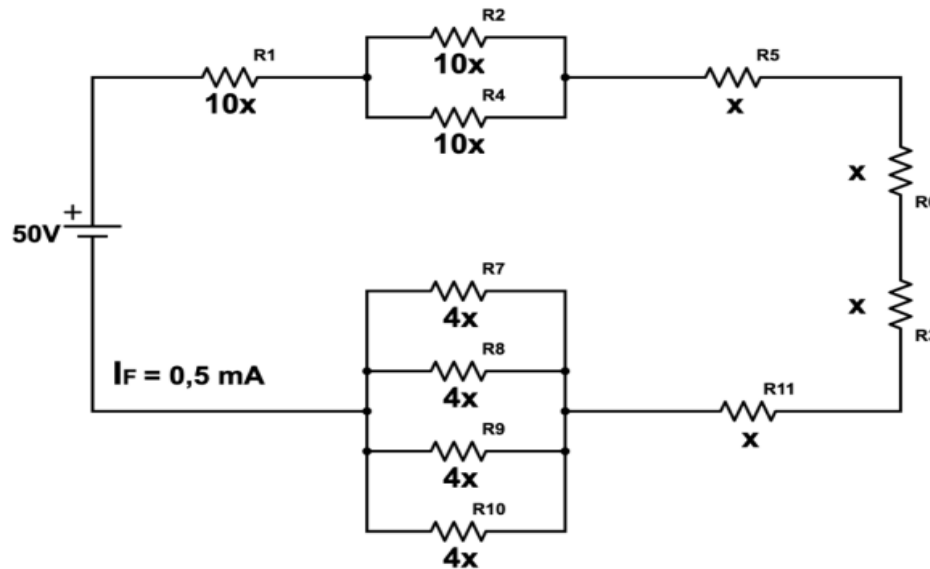 R1
10x
R2
10x
R4
10x
R5
x
x
50V
+
R7
4x
x
IF = 0,5 mA
R8
4x
R11
x
R9
4x
R10
4x